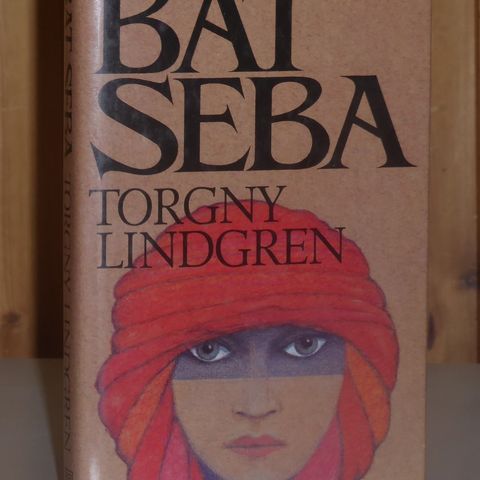 BAT
SEBA
TORGNY
LINDGREN
BAT SEBA TORGNY LINDGREN